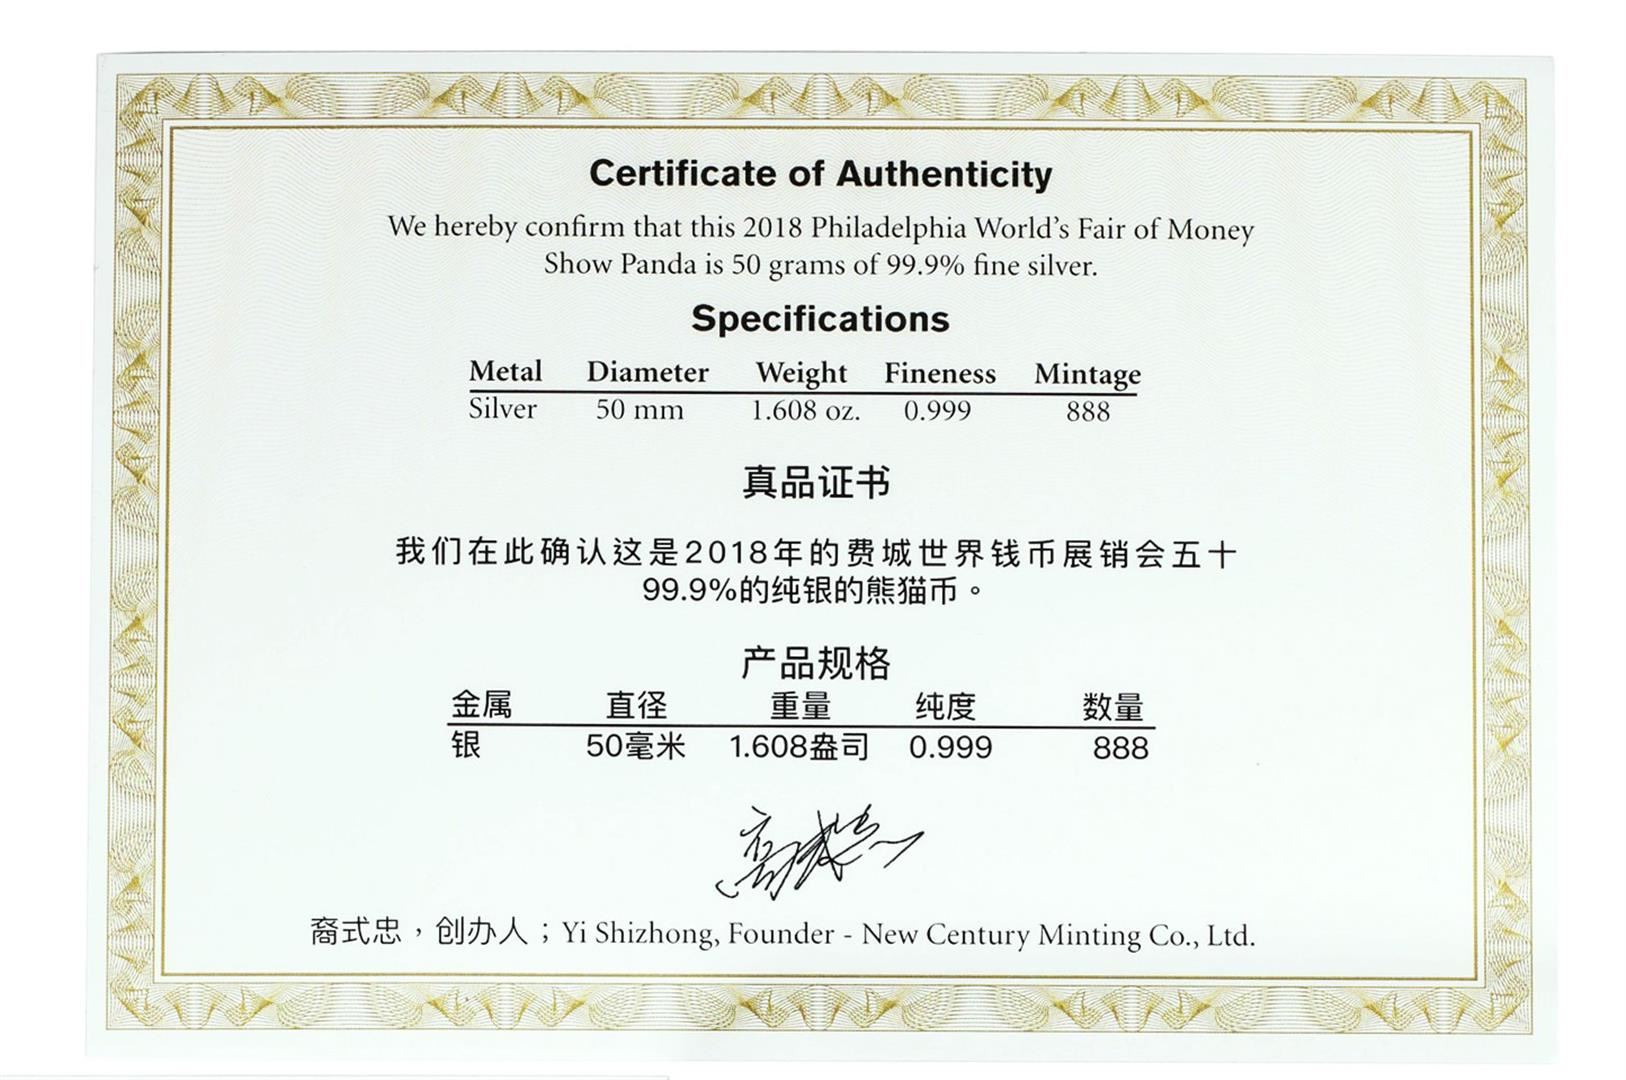 Certificate of Authenticity
We hereby confirm that this 2018 Philadelphia World's Fair of Money
Show Panda is 50 grams of 99.9% fine silver.
Specifications
Metal Diameter Weight Fineness Mintage
Silver 50 mm 1.608 oz. 0.999 888
真品证书
我们在此确认这是2018年的费城世界钱币展销会五十
99.9%的纯银的熊猫币。
产品规格
金属 直径 重量 纯度 数量
银 50毫米 1.608盎司 0.999 888
裔式忠，创办人；Yi Shizhong, Founder - New Century Minting Co., Ltd.